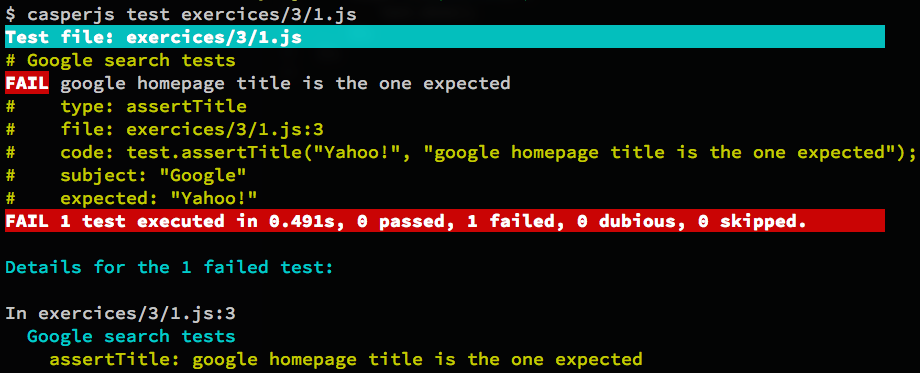 $ casperjs test exercices/3/1.js
Test file: exercices/3/1.js
# Google search tests
FAIL google homepage title is the one expected
#    type: assertTitle
#    file: exercices/3/1.js:3
#    code: test.assertTitle("Yahoo!", "google homepage title is the one expected");
#    subject: "Google"
#    expected: "Yahoo!"
FAIL 1 test executed in 0.491s, 0 passed, 1 failed, 0 dubious, 0 skipped.
Details for the 1 failed test:
In exercices/3/1.js:3
  Google search tests
    assertTitle: google homepage title is the one expected